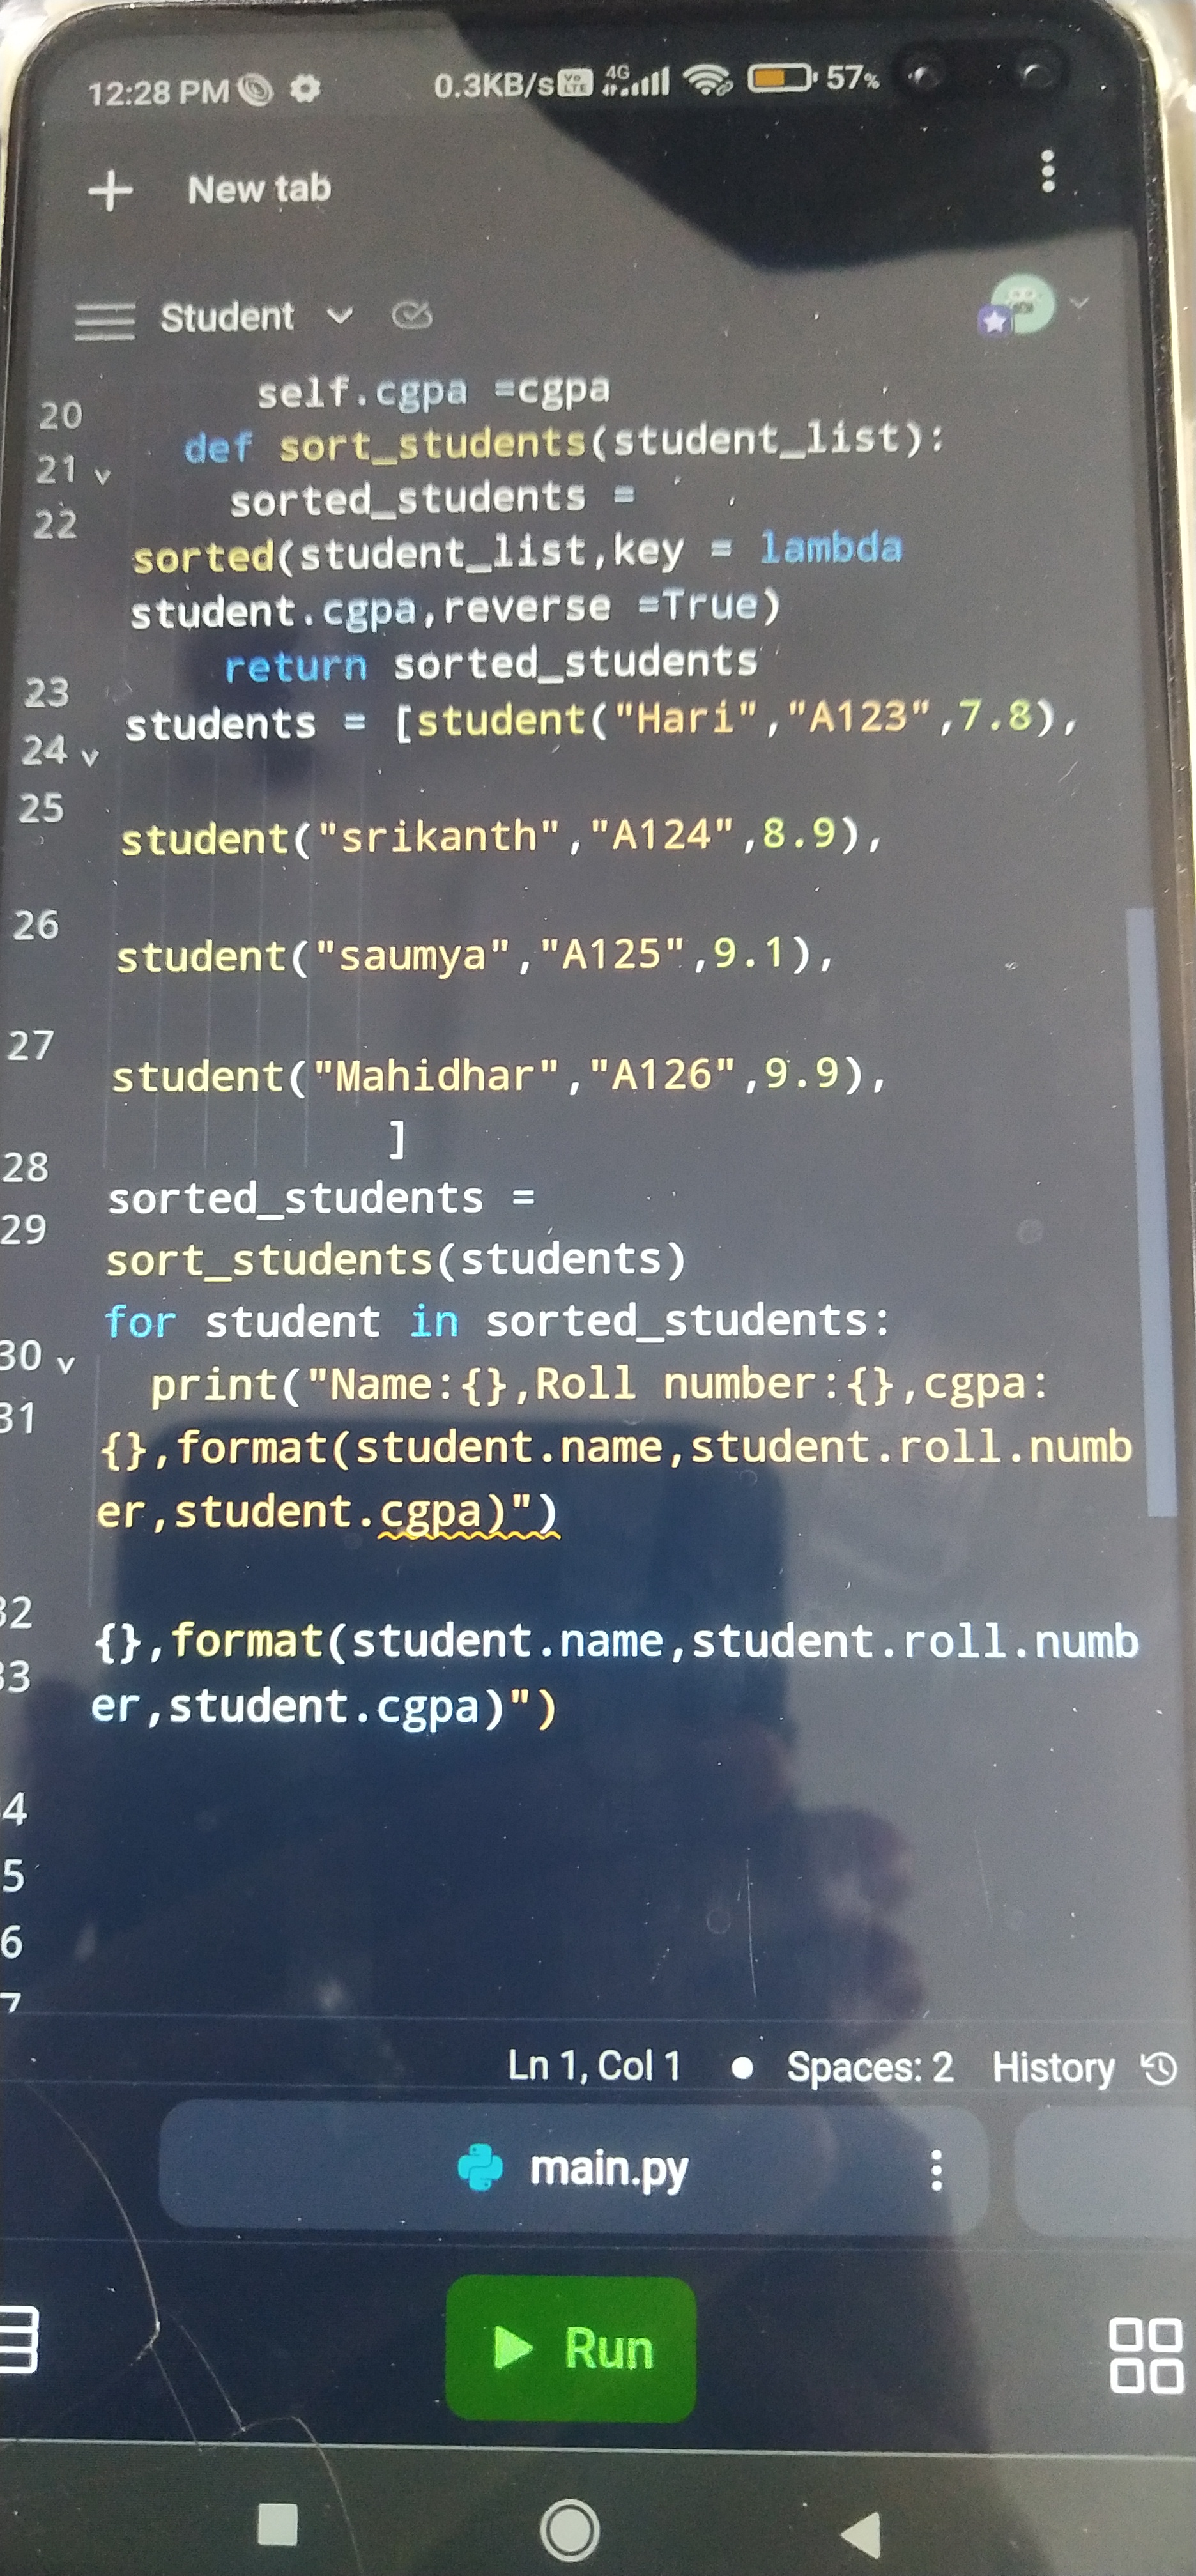 12:28 PM 0.3KB/s Vo LTE 4G 57%
+ New tab
Student
20 self.cgpa =cgpa
21 def sort_students(student_list):
22 sorted_students =
sorted(student_list,key = lambda
student.cgpa,reverse =True)
23 return sorted_students
24 students = [student("Hari","A123",7.8),
25
student("srikanth","A124",8.9),
26
student("saumya","A125",9.1),
27
student("Mahidhar","A126",9.9),
28 ]
29 sorted_students =
sort_students(students)
30 for student in sorted_students:
31 print("Name:{},Roll number:{},cgpa:
{},format(student.name,student.roll.numb
er,student.cgpa)")
32
33 {},format(student.name,student.roll.numb
er,student.cgpa)")
4
5
6
7
Ln 1, Col 1 Spaces: 2 History
main.py
Run